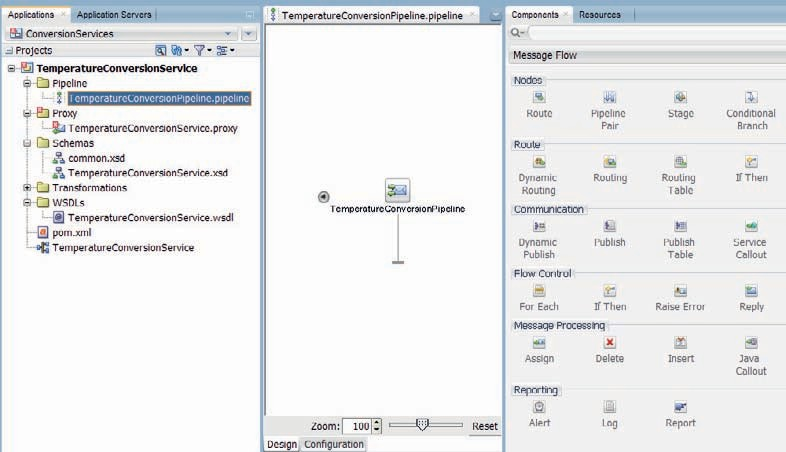 Applications
Application Servers
ConversionServices
Projects
TemperatureConversionService
Pipeline
TemperatureConversionPipeline.pipeline
Proxy
TemperatureConversionService.proxy
Schemas
common.xsd
TemperatureConversionService.xsd
Transformations
WSDLs
TemperatureConversionService.wsdl
pom.xml
TemperatureConversionService
TemperatureConversionPipeline.pipeline
TemperatureConversionPipeline
Zoom: 100
Reset
Design
Configuration
Components
Resources
Message Flow
Nodes
Route
Pipeline Pair
Stage
Conditional Branch
Route
Dynamic Routing
Routing
Routing Table
If Then
Communication
Dynamic Publish
Publish
Publish Table
Service Callout
Flow Control
For Each
If Then
Raise Error
Reply
Message Processing
Assign
Delete
Insert
Java Callout
Reporting
Alert
Log
Report